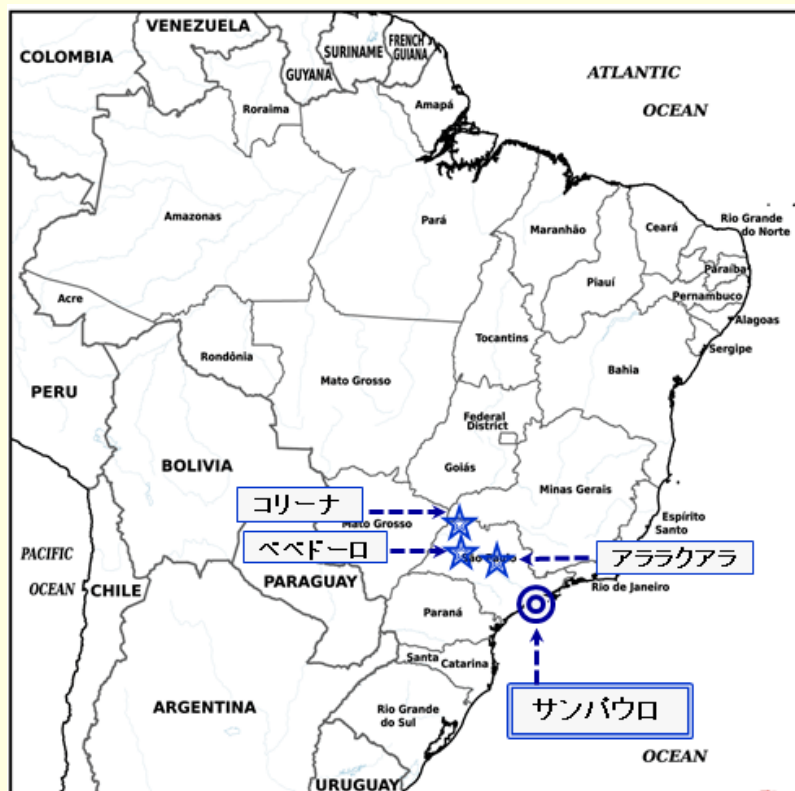 VENEZUELA
COLOMBIA
SURINAME
FRENCH
GUIANA
GUYANA
ATLANTIC
OCEAN
Roraima
Amapá
Amazonas
Pará
Maranhão
Ceará
Rio Grande
do Norte
Piauí
Paraíba
Pernambuco
Acre
Alagoas
Tocantins
Sergipe
Rondônia
Mato Grosso
Bahia
PERU
Federal
District
BOLIVIA
Goiás
Minas Gerais
コリーナ
Mato Grosso
Espírito
Santo
ベベドーロ
São Paulo
アララクアラ
PACIFIC
OCEAN
CHILE
PARAGUAY
Rio de Janeiro
Paraná
Santa
Catarina
サンパウロ
ARGENTINA
Rio Grande
do Sul
OCEAN
URUGUAY